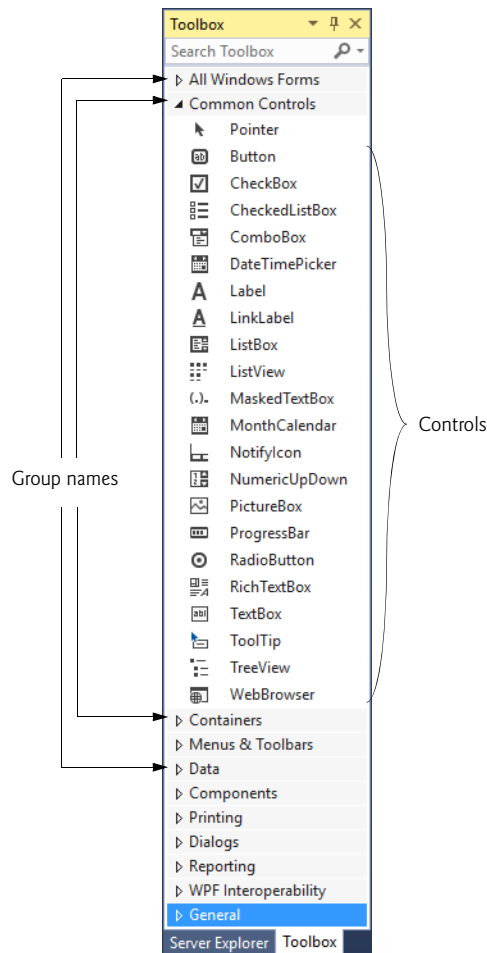 Toolbox
Search Toolbox
All Windows Forms
Common Controls
Pointer
Button
CheckBox
CheckedListBox
ComboBox
DateTimePicker
A Label
A LinkLabel
ListBox
ListView
(.). MaskedTextBox
MonthCalendar
NotifyIcon
NumericUpDown
PictureBox
ProgressBar
RadioButton
RichTextBox
abl TextBox
ToolTip
TreeView
WebBrowser
Containers
Menus & Toolbars
Data
Components
Printing
Dialogs
Reporting
WPF Interoperability
General
Server Explorer Toolbox
Group names
Controls